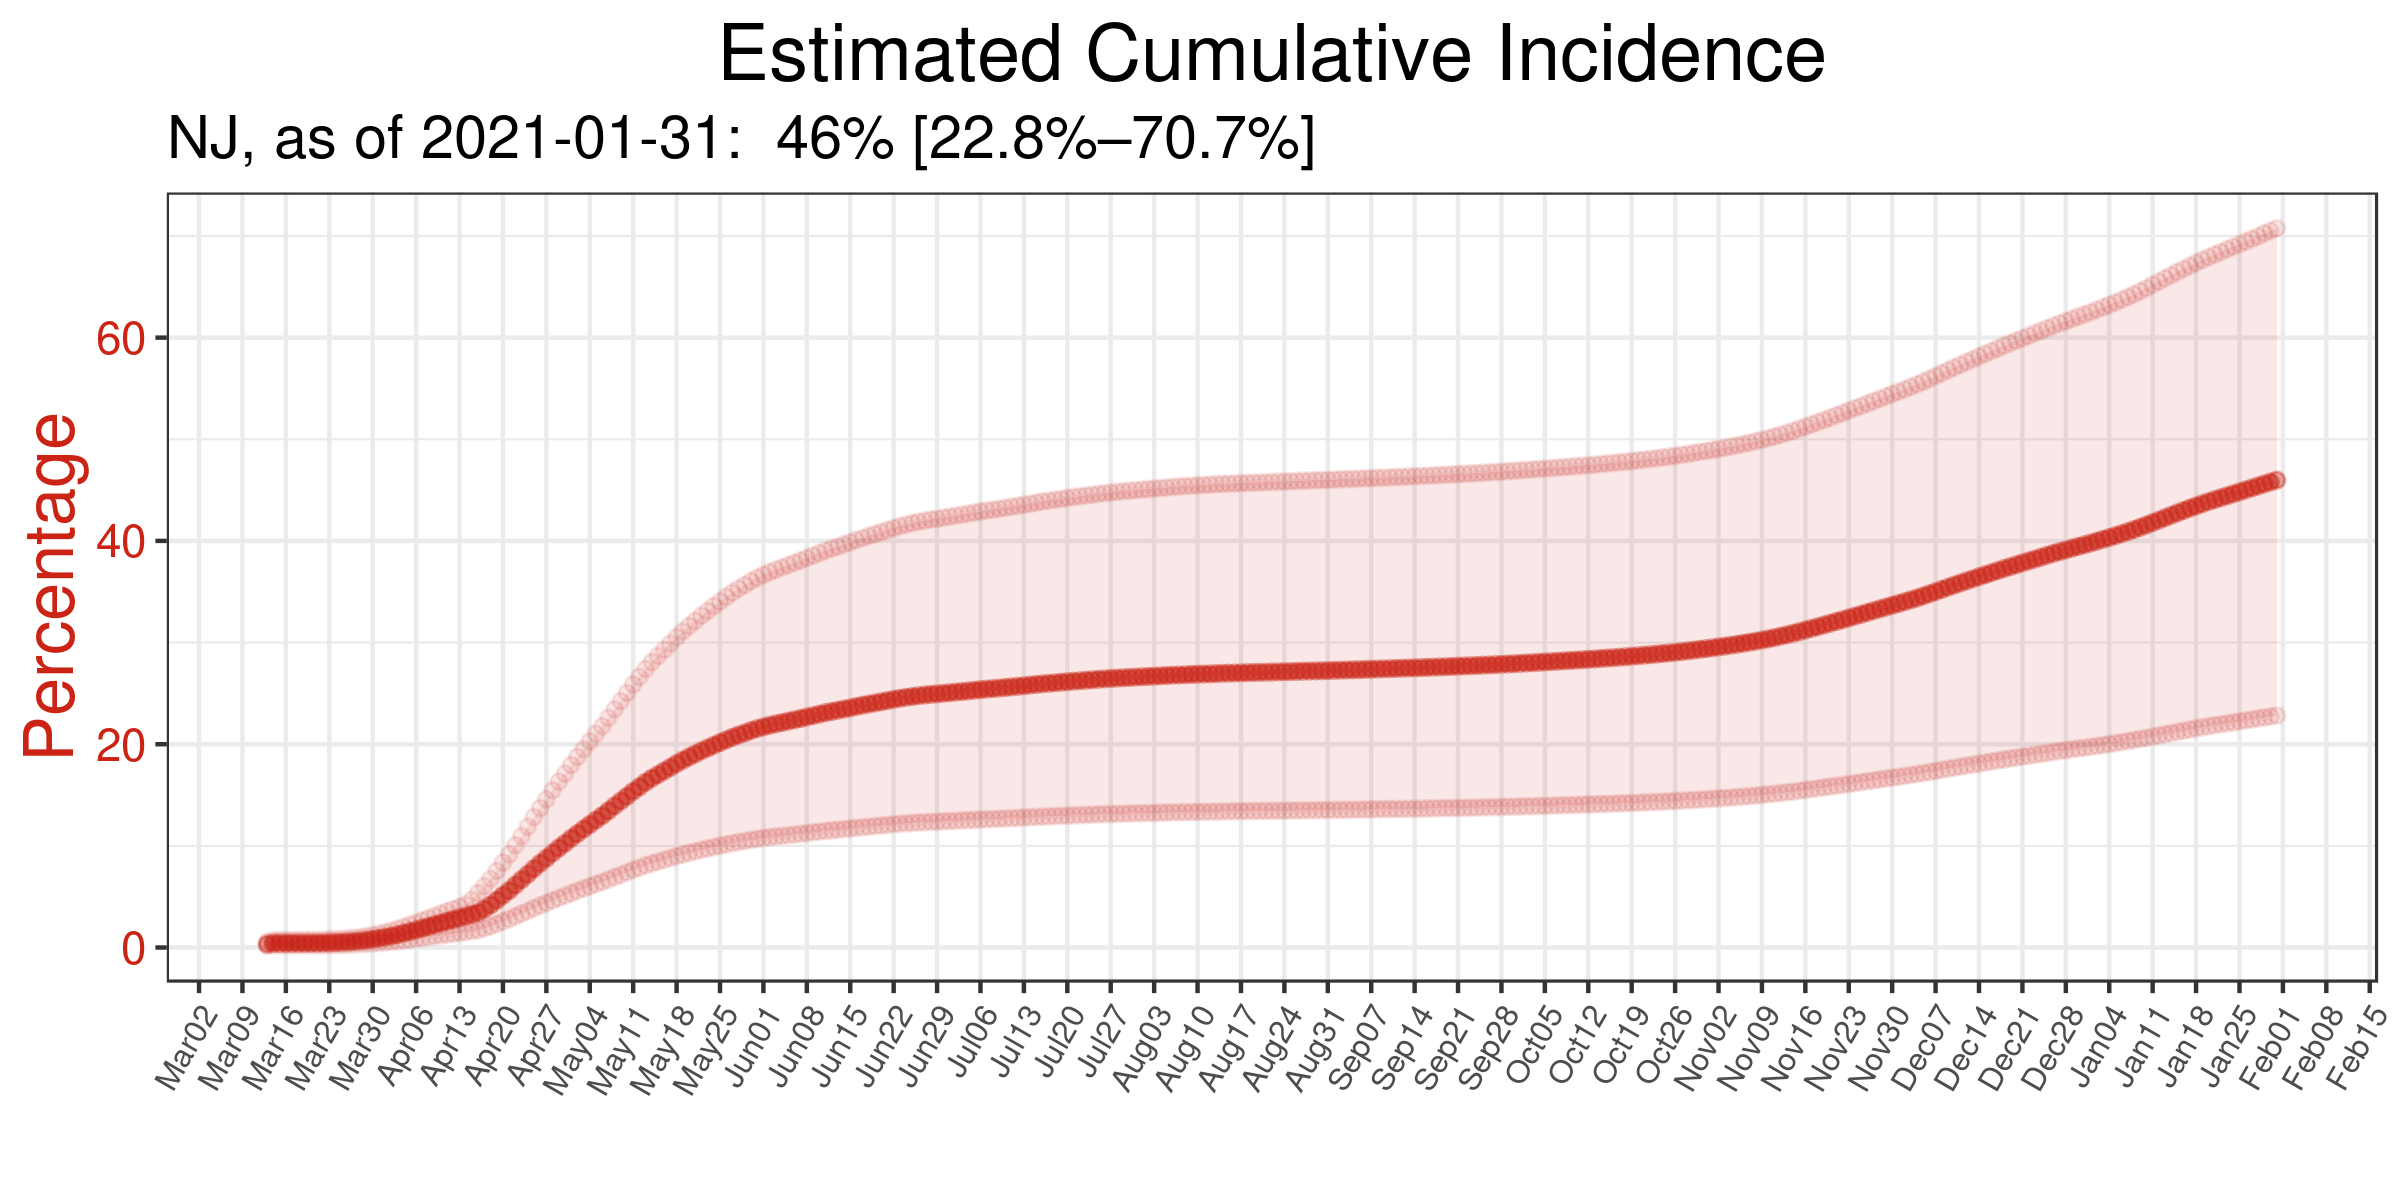 Estimated Cumulative Incidence
NJ, as of 2021-01-31:  46% [22.8%–70.7%]
Percentage
60
40
20
0
Mar02
Mar09
Mar16
Mar23
Mar30
Apr06
Apr13
Apr20
Apr27
May04
May11
May18
May25
Jun01
Jun08
Jun15
Jun22
Jun29
Jul06
Jul13
Jul20
Jul27
Aug03
Aug10
Aug17
Aug24
Aug31
Sep07
Sep14
Sep21
Sep28
Oct05
Oct12
Oct19
Oct26
Nov02
Nov09
Nov16
Nov23
Nov30
Dec07
Dec14
Dec21
Dec28
Jan04
Jan11
Jan18
Jan25
Feb01
Feb08
Feb15